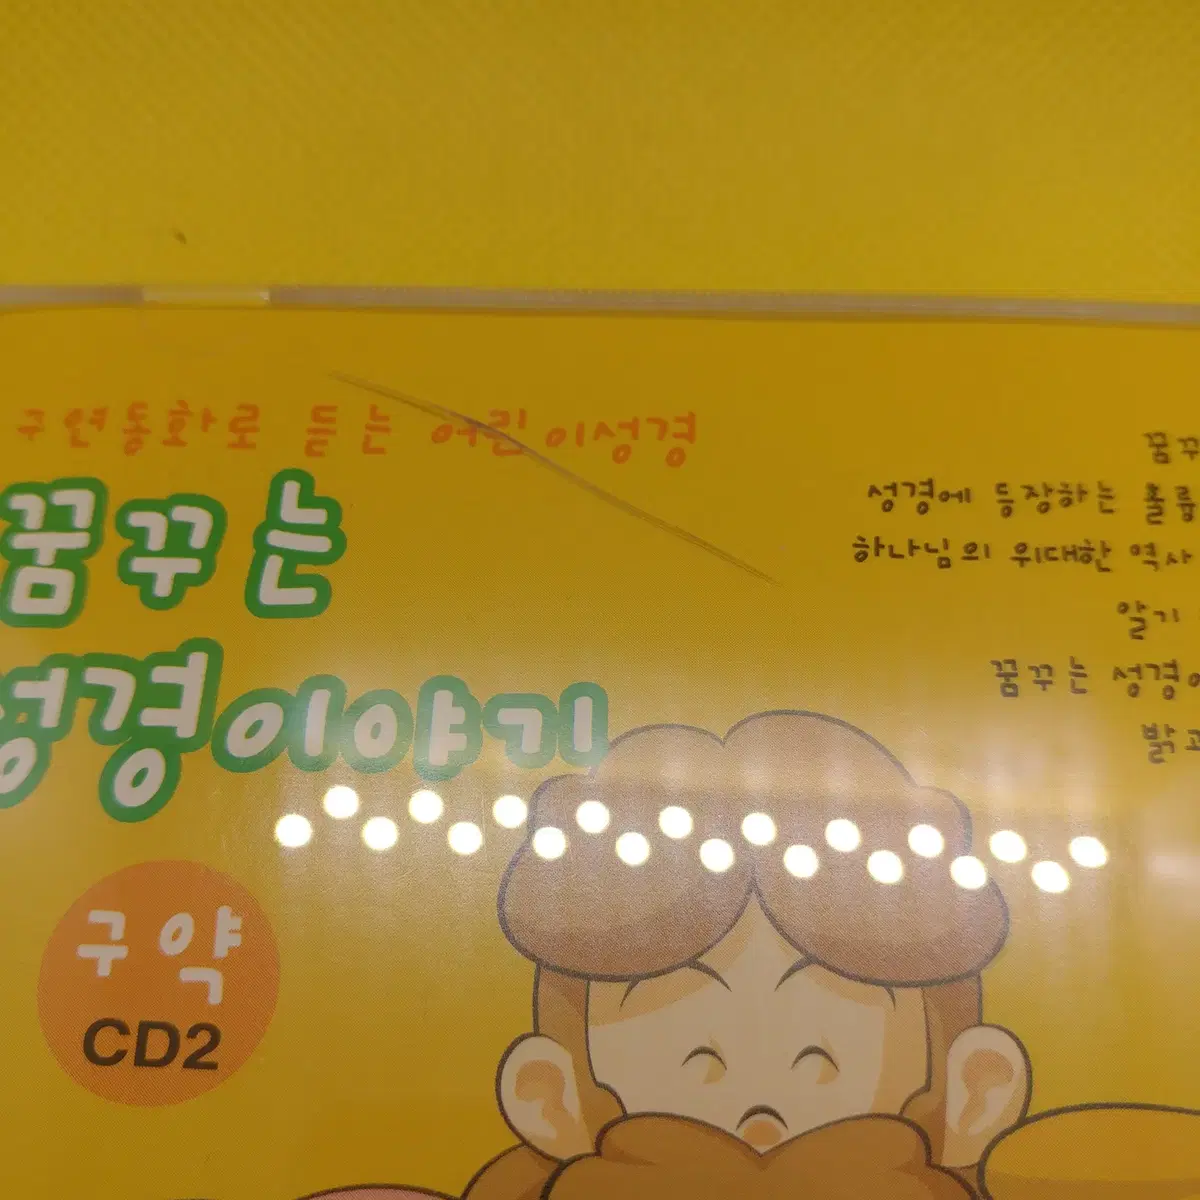 구연동화로 듣는 어린이성경
꿈꾸는
성경이야기
구약
CD2
꿈꾸
성경에 등장하는 훌륭
하나님의 위대한 역사
알기
꿈꾸는 성경이
밝고